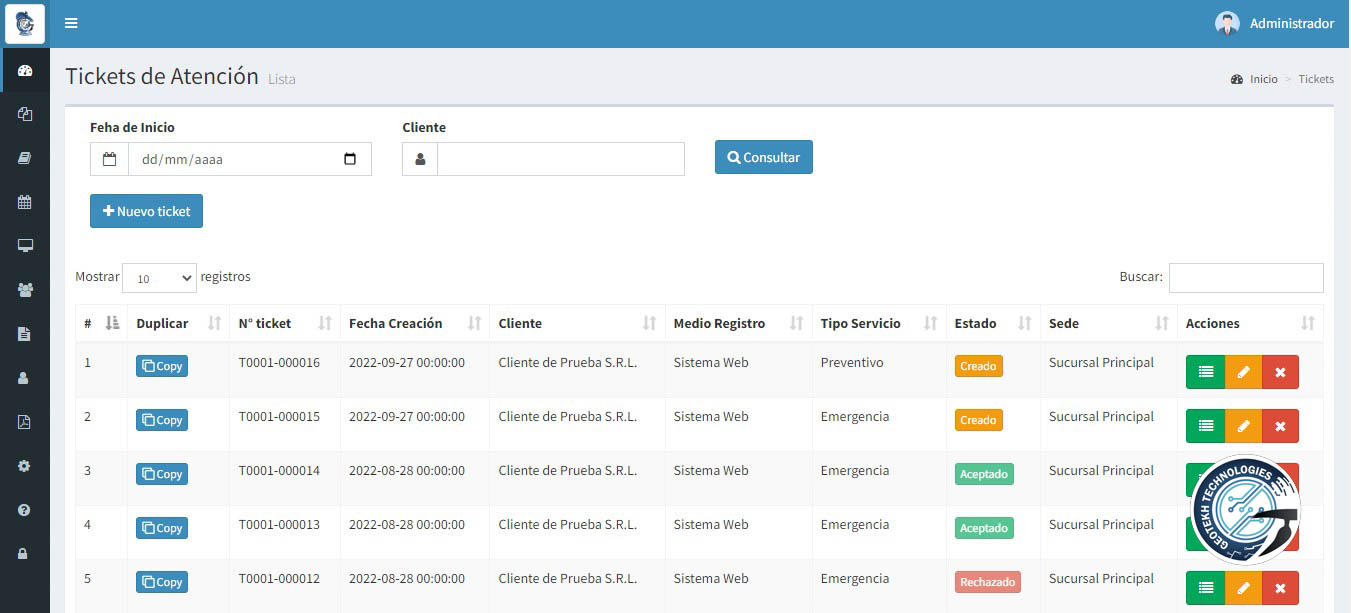 Administrador
Tickets de Atención Lista
Inicio > Tickets
Feha de Inicio Cliente
dd/mm/aaaa Consultar
Nuevo ticket
Mostrar 10 registros Buscar:
# Duplicar N° ticket Fecha Creación Cliente Medio Registro Tipo Servicio Estado Sede Acciones
1 Copy T0001-000016 2022-09-27 00:00:00 Cliente de Prueba S.R.L. Sistema Web Preventivo Creado Sucursal Principal
2 Copy T0001-000015 2022-09-27 00:00:00 Cliente de Prueba S.R.L. Sistema Web Emergencia Creado Sucursal Principal
3 Copy T0001-000014 2022-08-28 00:00:00 Cliente de Prueba S.R.L. Sistema Web Emergencia Aceptado Sucursal Principal
4 Copy T0001-000013 2022-08-28 00:00:00 Cliente de Prueba S.R.L. Sistema Web Emergencia Aceptado Sucursal Principal
5 Copy T0001-000012 2022-08-28 00:00:00 Cliente de Prueba S.R.L. Sistema Web Emergencia Rechazado Sucursal Principal
GEOTEKH TECHNOLOGIES